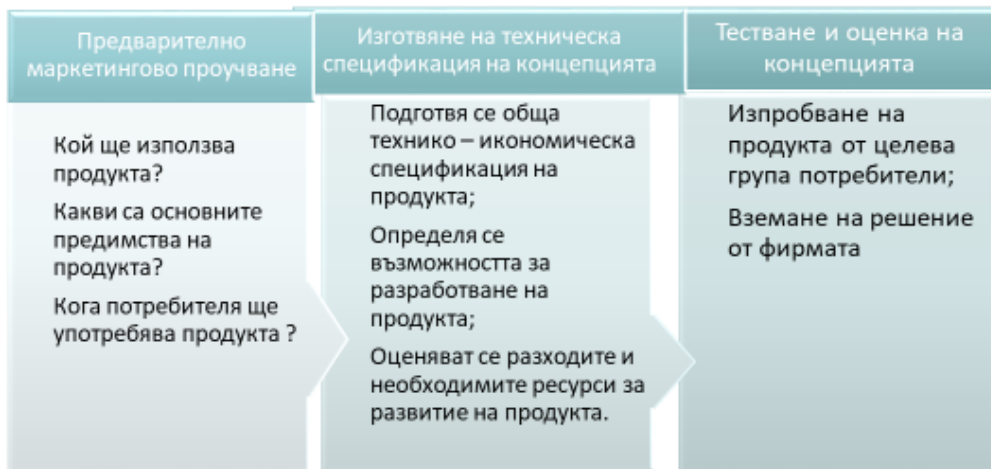 Предварително
маркетингово проучване
Кой ще използва
продукта?
Какви са основните
предимства на
продукта?
Кога потребителя ще
употребява продукта ?
Изготвяне на техническа
спецификация на концепцията
Подготвя се обща
технико – икономическа
спецификация на
продукта;
Определя се
възможността за
разработване на
продукта;
Оценяват се разходите и
необходимите ресурси за
развитие на продукта.
Тестване и оценка на
концепцията
Изпробване на
продукта от целева
група потребители;
Вземане на решение
от фирмата